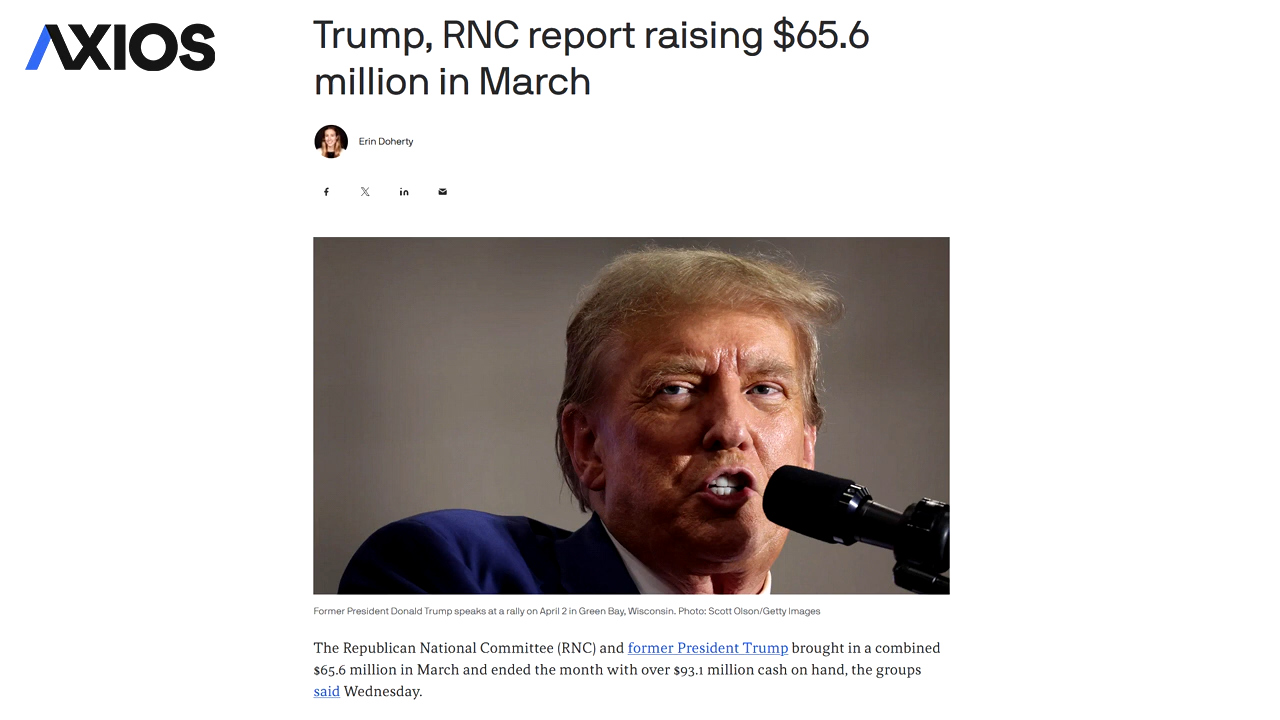 AXIOS
Trump, RNC report raising $65.6
million in March
Erin Doherty
Former President Donald Trump speaks at a rally on April 2 in Green Bay, Wisconsin. Photo: Scott Olson/Getty Images
The Republican National Committee (RNC) and former President Trump brought in a combined
$65.6 million in March and ended the month with over $93.1 million cash on hand, the groups
said Wednesday.